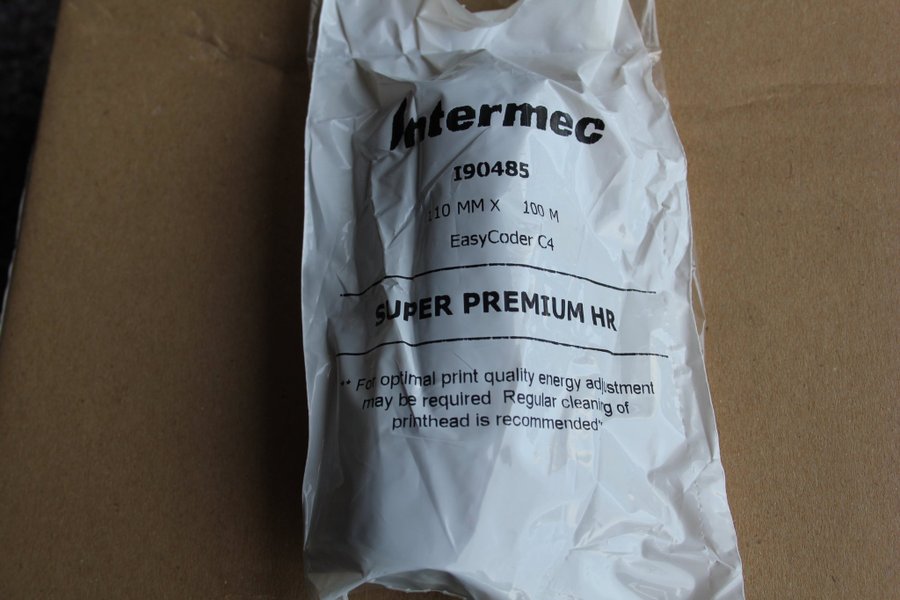 Intermec
I90485
110 MM X 100 M
EasyCoder C4
SUPER PREMIUM HR
** For optimal print quality energy adjustment
may be required Regular cleaning of
printhead is recommended**